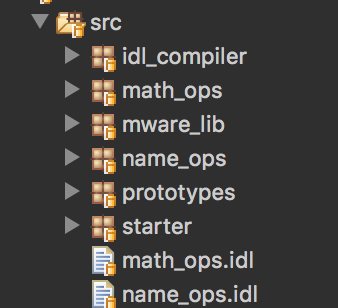 src
idl_compiler
math_ops
mware_lib
name_ops
prototypes
starter
math_ops.idl
name_ops.idl